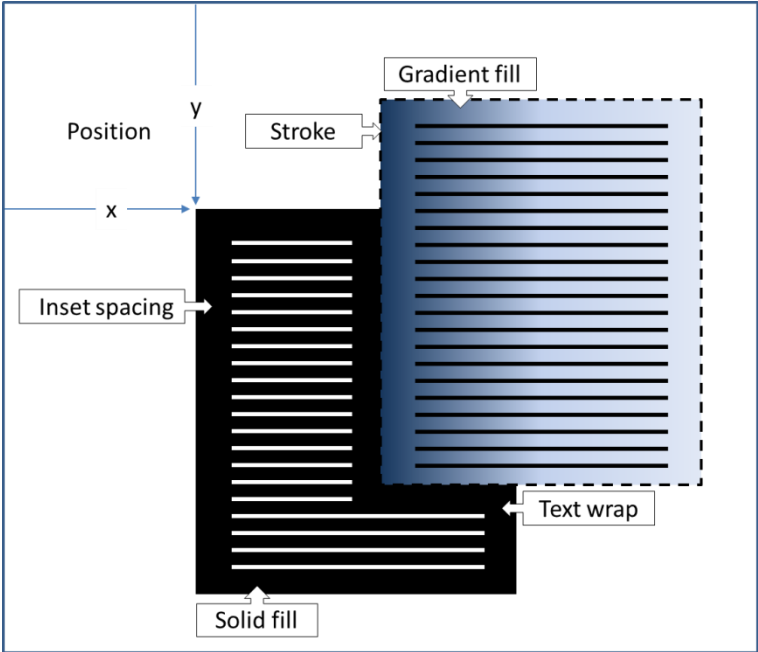 Gradient fill
y
Position
Stroke
x
Inset spacing
Text wrap
Solid fill